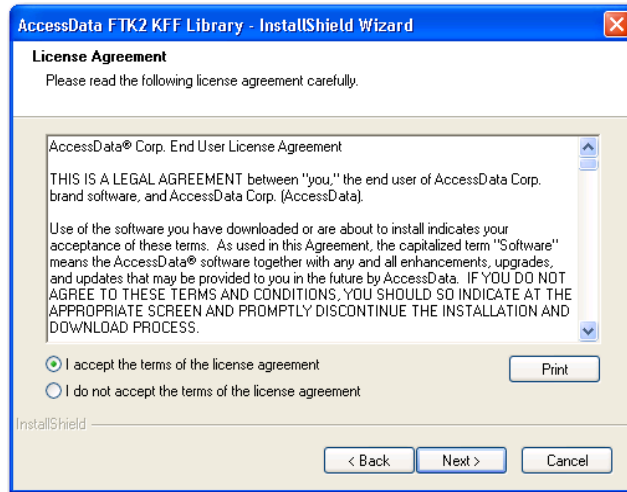 AccessData FTK2 KFF Library - InstallShield Wizard
License Agreement
Please read the following license agreement carefully.
AccessData® Corp. End User License Agreement
THIS IS A LEGAL AGREEMENT between "you," the end user of AccessData Corp.
brand software, and AccessData Corp. (AccessData).
Use of the software you have downloaded or are about to install indicates your
acceptance of these terms.  As used in this Agreement, the capitalized term "Software"
means the AccessData® software together with any and all enhancements, upgrades,
and updates that may be provided to you in the future by AccessData.  IF YOU DO NOT
AGREE TO THESE TERMS AND CONDITIONS, YOU SHOULD SO INDICATE AT THE
APPROPRIATE SCREEN AND PROMPTLY DISCONTINUE THE INSTALLATION AND
DOWNLOAD PROCESS.
I accept the terms of the license agreement
Print
I do not accept the terms of the license agreement
InstallShield
< Back Next > Cancel